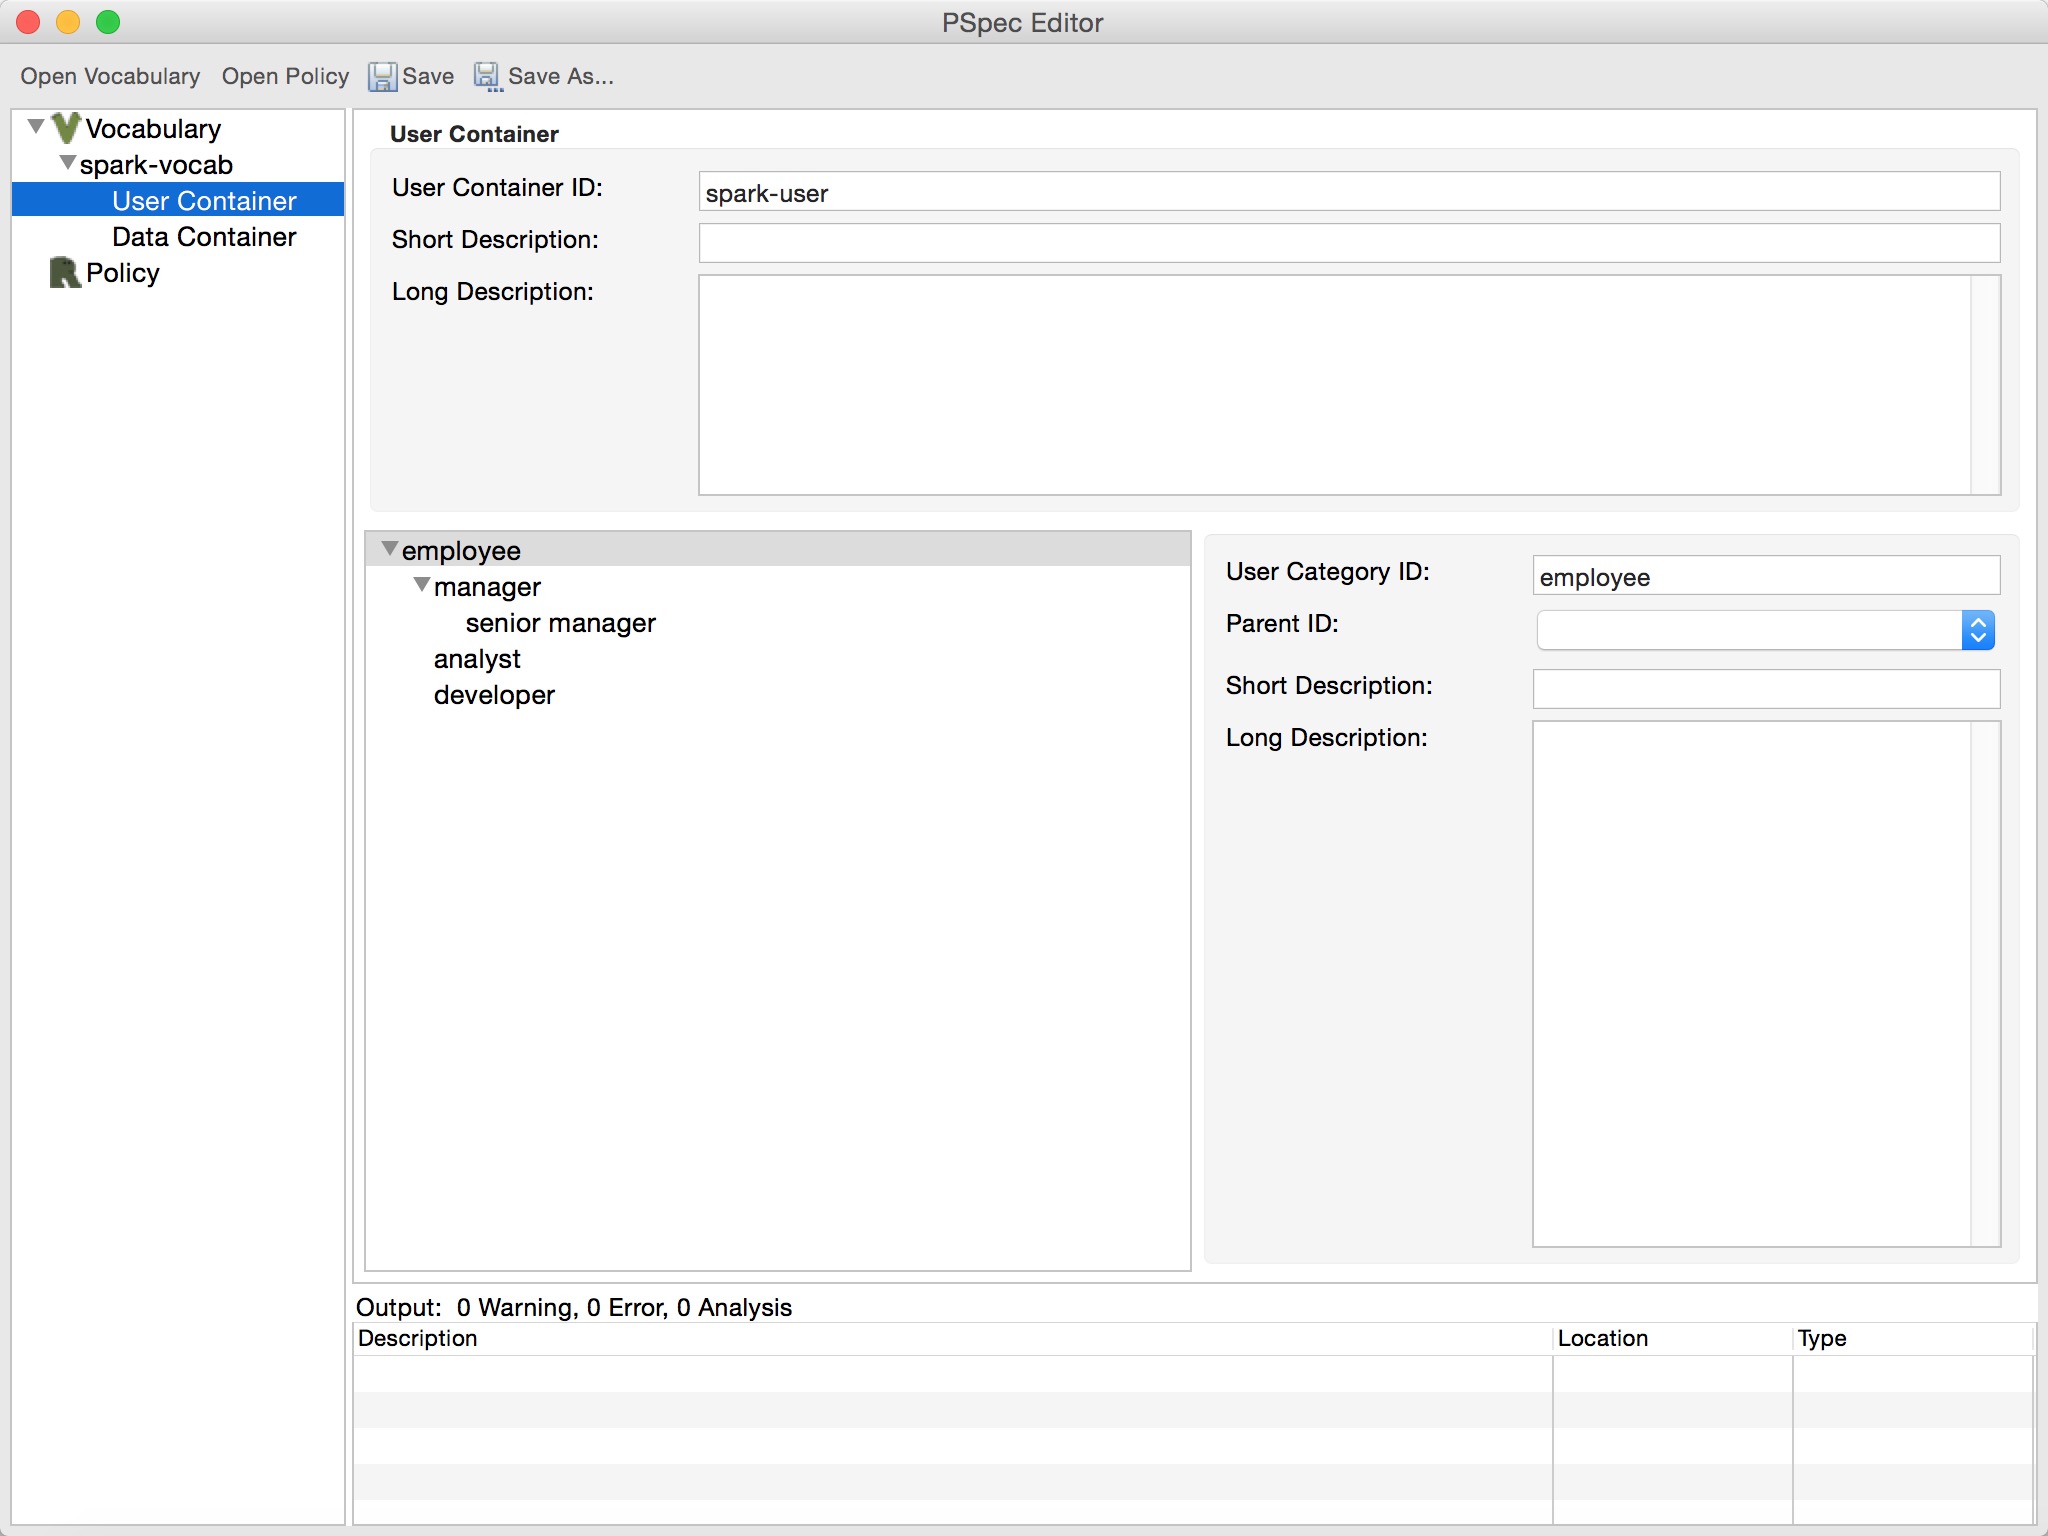 PSpec Editor
Open Vocabulary Open Policy Save Save As...
Vocabulary
spark-vocab
User Container
Data Container
Policy
User Container
User Container ID: spark-user
Short Description:
Long Description:
employee
manager
senior manager
analyst
developer
User Category ID: employee
Parent ID:
Short Description:
Long Description:
Output: 0 Warning, 0 Error, 0 Analysis
Description Location Type